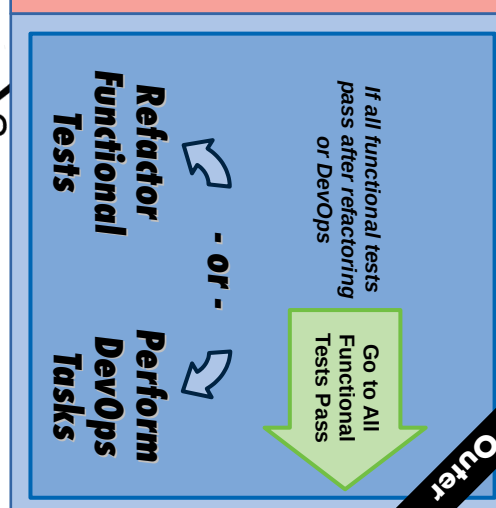 If all functional tests
pass after refactoring
or DevOps
Go to All
Functional
Tests Pass
Outer
- or -
Refactor
Functional
Tests
Perform
DevOps
Tasks